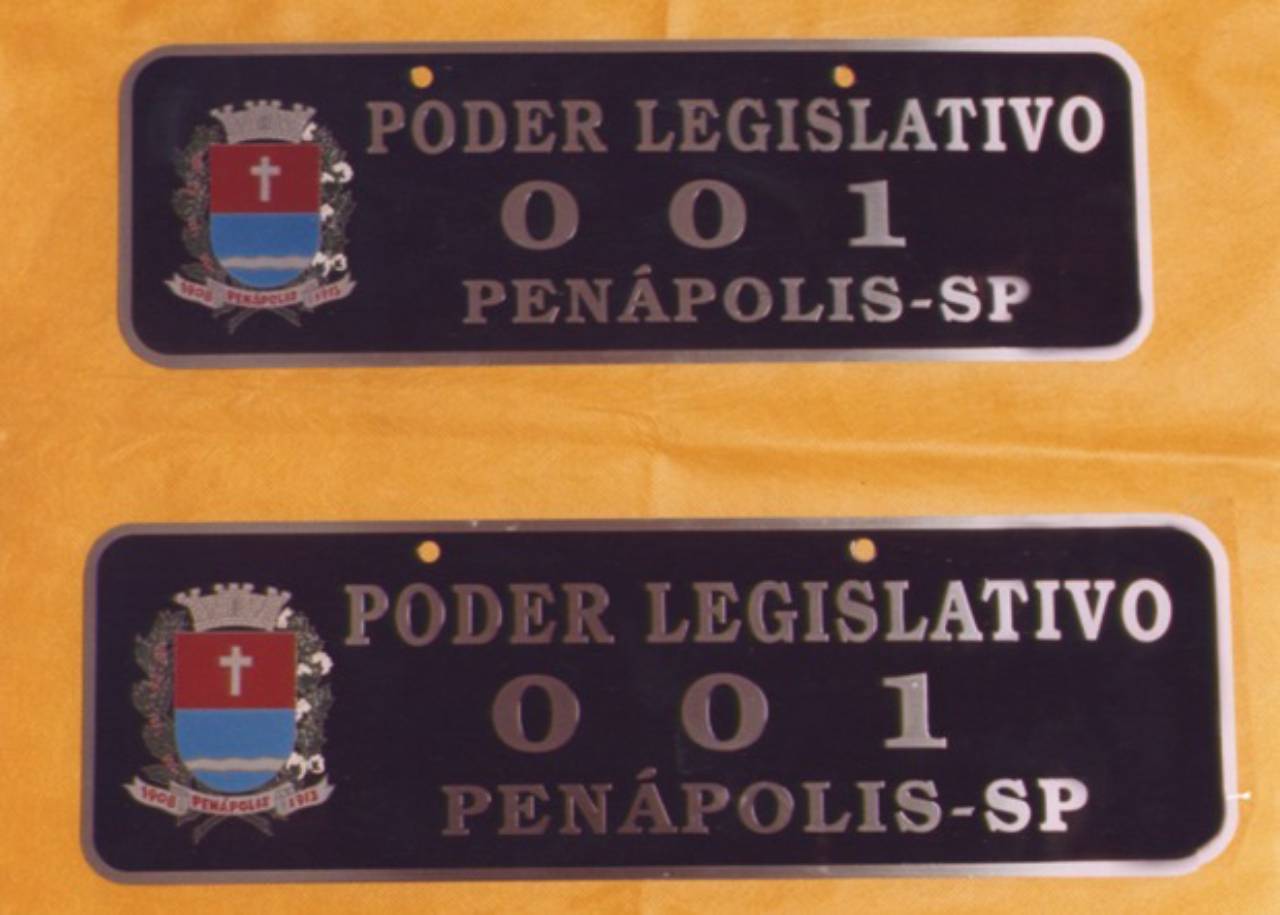 PODER LEGISLATIVO
0 0 1
PENÁPOLIS-SP
1908 PENÁPOLIS 1913
PODER LEGISLATIVO
0 0 1
PENÁPOLIS-SP
1908 PENÁPOLIS 1913